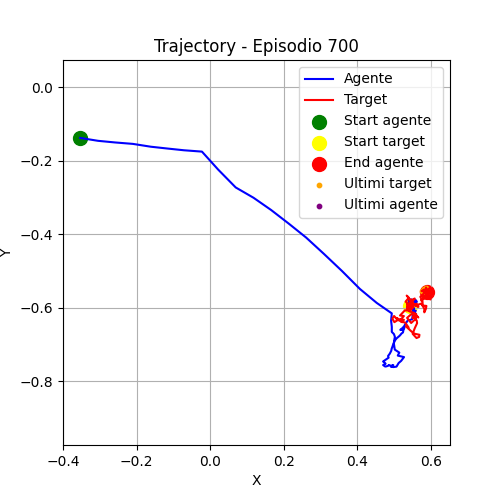 Trajectory - Episodio 700
Agente
Target
Start agente
Start target
End agente
Ultimi target
Ultimi agente
Y
0.0
−0.2
−0.4
−0.6
−0.8
−0.4
−0.2
0.0
0.2
0.4
0.6
X